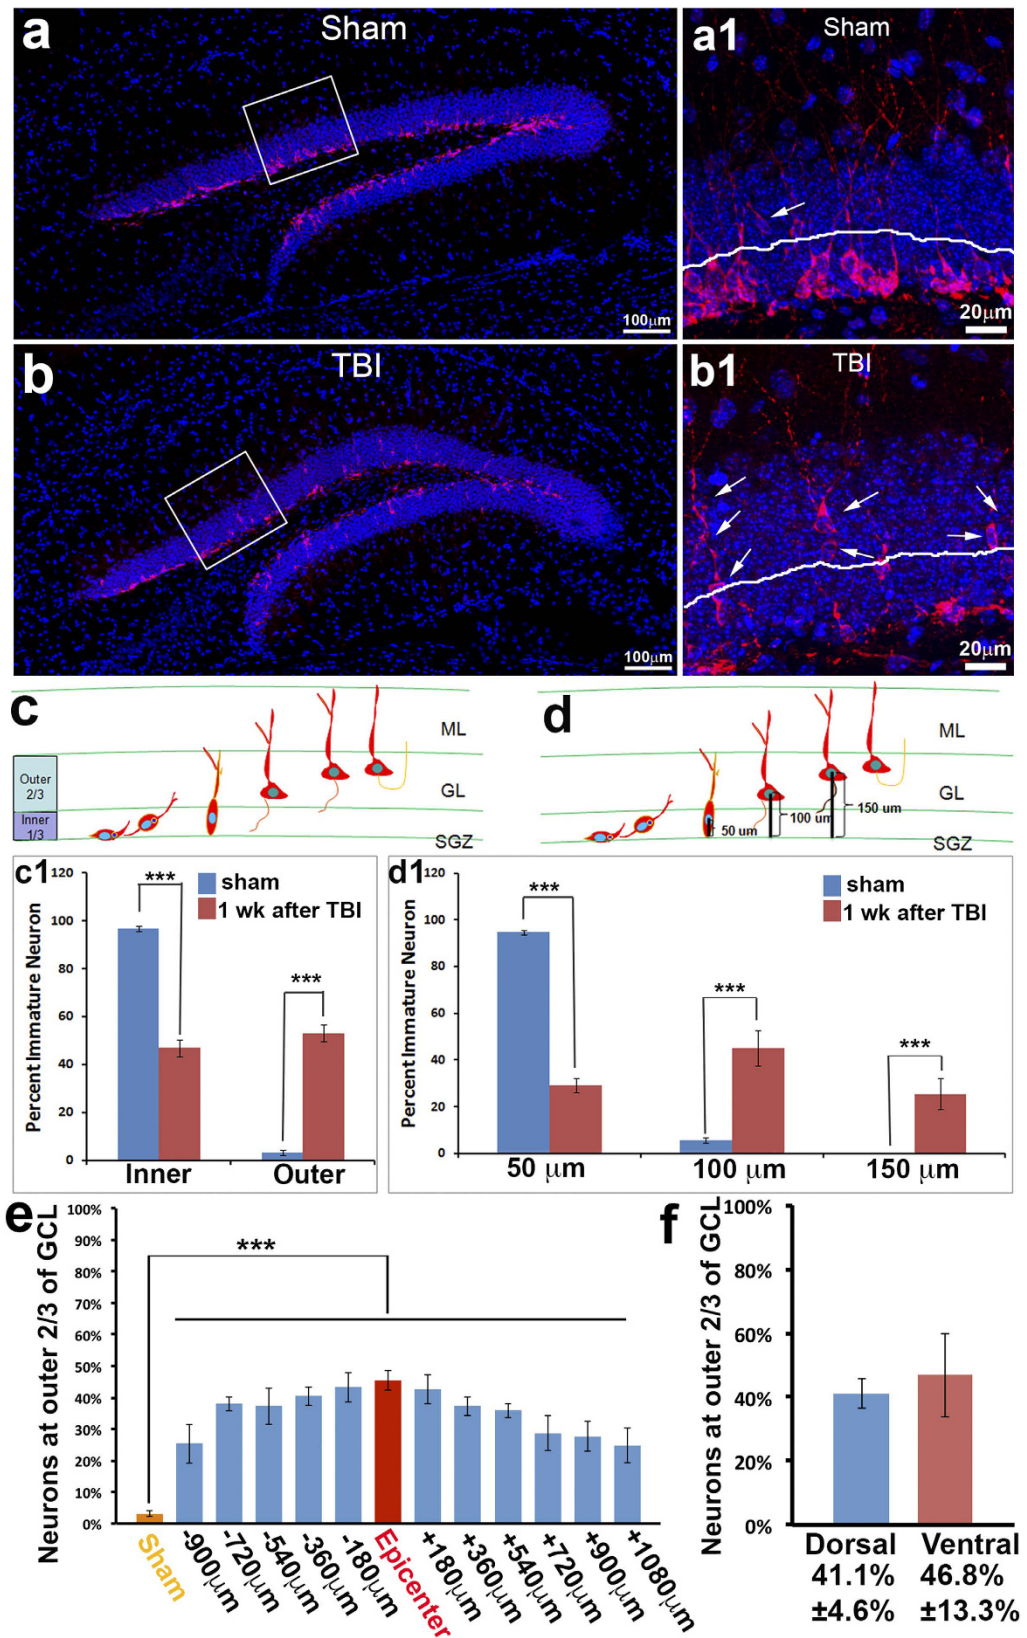 a
Sham
100μm
a1
Sham
20μm
b
TBI
100μm
b1
TBI
20μm
c
ML
Outer
2/3
GL
Inner
1/3
SGZ
d
ML
GL
150 um
100 um
50 um
SGZ
c1
120
100
80
60
40
20
0
Percent Immature Neuron
***
***
sham
1 wk after TBI
Inner
Outer
d1
120
100
80
60
40
20
0
Percent Immature Neuron
***
***
***
sham
1 wk after TBI
50 μm
100 μm
150 μm
e
Neurons at outer 2/3 of GCL
100%
90%
80%
70%
60%
50%
40%
30%
20%
10%
0%
***
Sham
-900μm
-720μm
-540μm
-360μm
-180μm
Epicenter
+180μm
+360μm
+540μm
+720μm
+900μm
+1080μm
f
Neurons at outer 2/3 of GCL
100%
80%
60%
40%
20%
0%
Dorsal Ventral
41.1% 46.8%
±4.6% ±13.3%